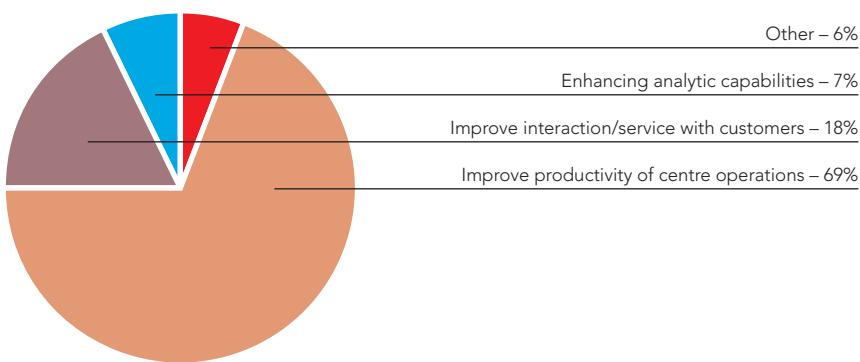 Other – 6%
Enhancing analytic capabilities – 7%
Improve interaction/service with customers – 18%
Improve productivity of centre operations – 69%